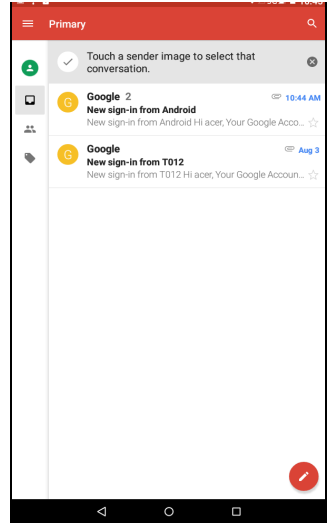 Primary
Touch a sender image to select that
conversation.
G
Google 2
10:44 AM
New sign-in from Android
New sign-in from Android Hi acer, Your Google Acco...
G
Google
Aug 3
New sign-in from T012
New sign-in from T012 Hi acer, Your Google Accoun...